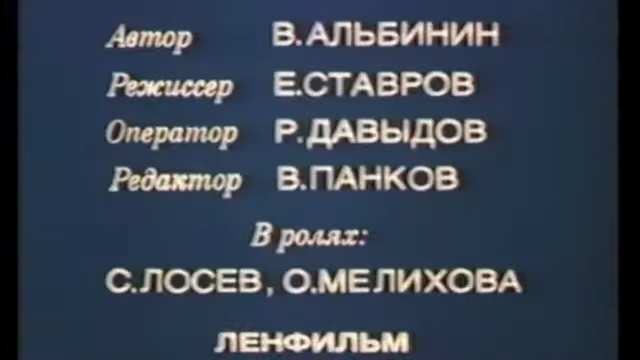 Автор В.АЛЬБИНИН
Режиссер Е.СТАВРОВ
Оператор Р.ДАВЫДОВ
Редактор В.ПАНКОВ
В ролях:
С.ЛОСЕВ, О.МЕЛИХОВА
ЛЕНФИЛЬМ